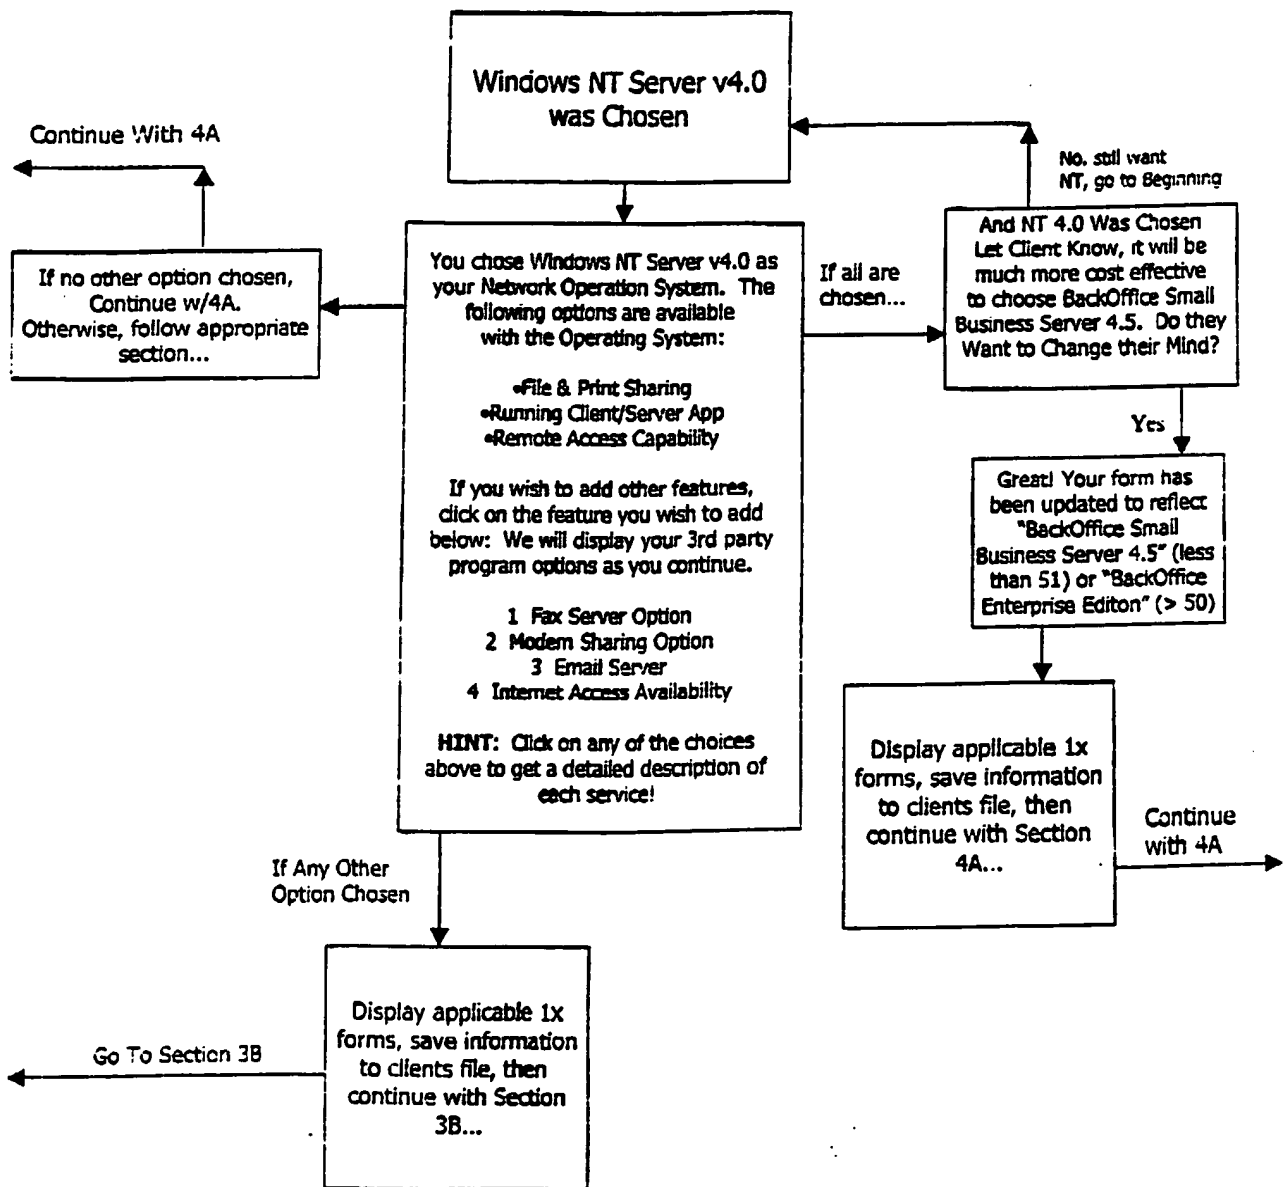 Windows NT Server v4.0
was Chosen
Continue With 4A
No, still want
NT, go to Beginning
If no other option chosen,
Continue w/4A.
Otherwise, follow appropriate
section...
You chose Windows NT Server v4.0 as
your Network Operation System. The
following options are available
with the Operating System:
•File & Print Sharing
•Running Client/Server App
•Remote Access Capability
If you wish to add other features,
click on the feature you wish to add
below: We will display your 3rd party
program options as you continue.
1 Fax Server Option
2 Modem Sharing Option
3 Email Server
4 Internet Access Availability
HINT: Click on any of the choices
above to get a detailed description of
each service!
If all are
chosen...
And NT 4.0 Was Chosen
Let Client Know, it will be
much more cost effective
to choose BackOffice Small
Business Server 4.5. Do they
Want to Change their Mind?
Yes
Great! Your form has
been updated to reflect
"BackOffice Small
Business Server 4.5" (less
than 51) or "BackOffice
Enterprise Editon" (> 50)
Display applicable 1x
forms, save information
to clients file, then
continue with Section
4A...
Continue
with 4A
If Any Other
Option Chosen
Display applicable 1x
forms, save information
to clients file, then
continue with Section
3B...
Go To Section 3B